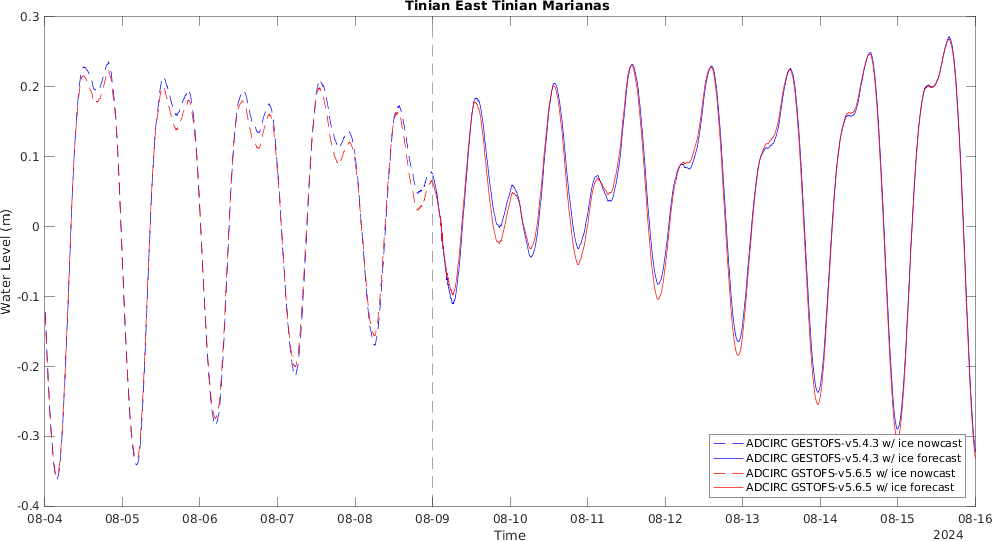 Tinian East Tinian Marianas
0.3
0.2
0.1
0
-0.1
-0.2
-0.3
-0.4
Water Level (m)
ADCIRC GESTOFS-v5.4.3 w/ ice nowcast
ADCIRC GESTOFS-v5.4.3 w/ ice forecast
ADCIRC GSTOFS-v5.6.5 w/ ice nowcast
ADCIRC GSTOFS-v5.6.5 w/ ice forecast
08-04 08-05 08-06 08-07 08-08 08-09 08-10 08-11 08-12 08-13 08-14 08-15 08-16
Time
2024